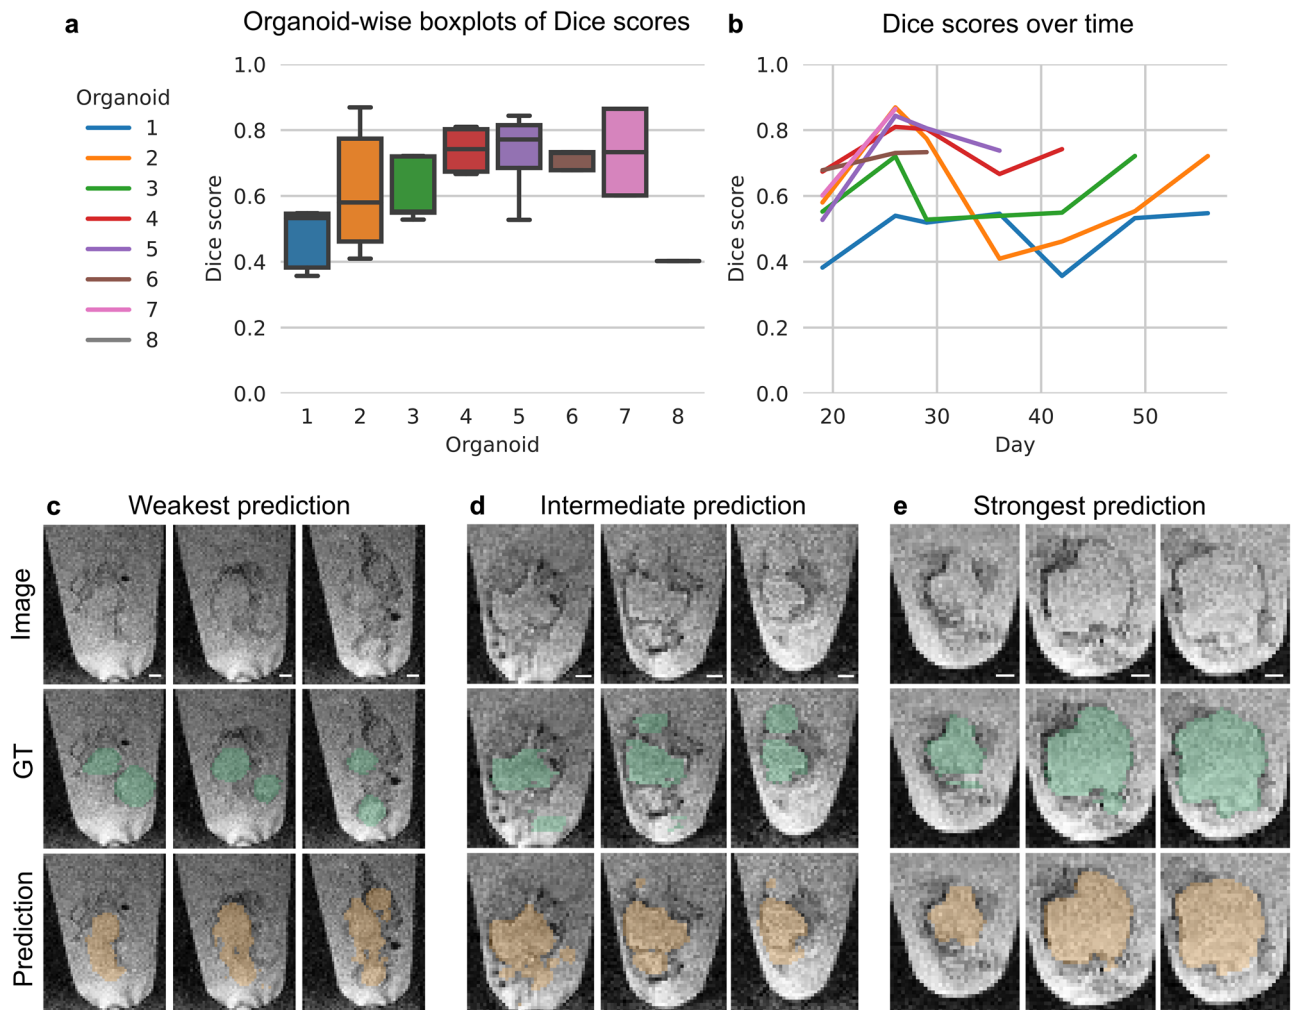 a Organoid-wise boxplots of Dice scores
Organoid
1
2
3
4
5
6
7
8
Dice score
1.0
0.8
0.6
0.4
0.2
0.0
1 2 3 4 5 6 7 8
Organoid
b Dice scores over time
Dice score
1.0
0.8
0.6
0.4
0.2
0.0
20 30 40 50
Day
c Weakest prediction
d Intermediate prediction
e Strongest prediction
Image
GT
Prediction